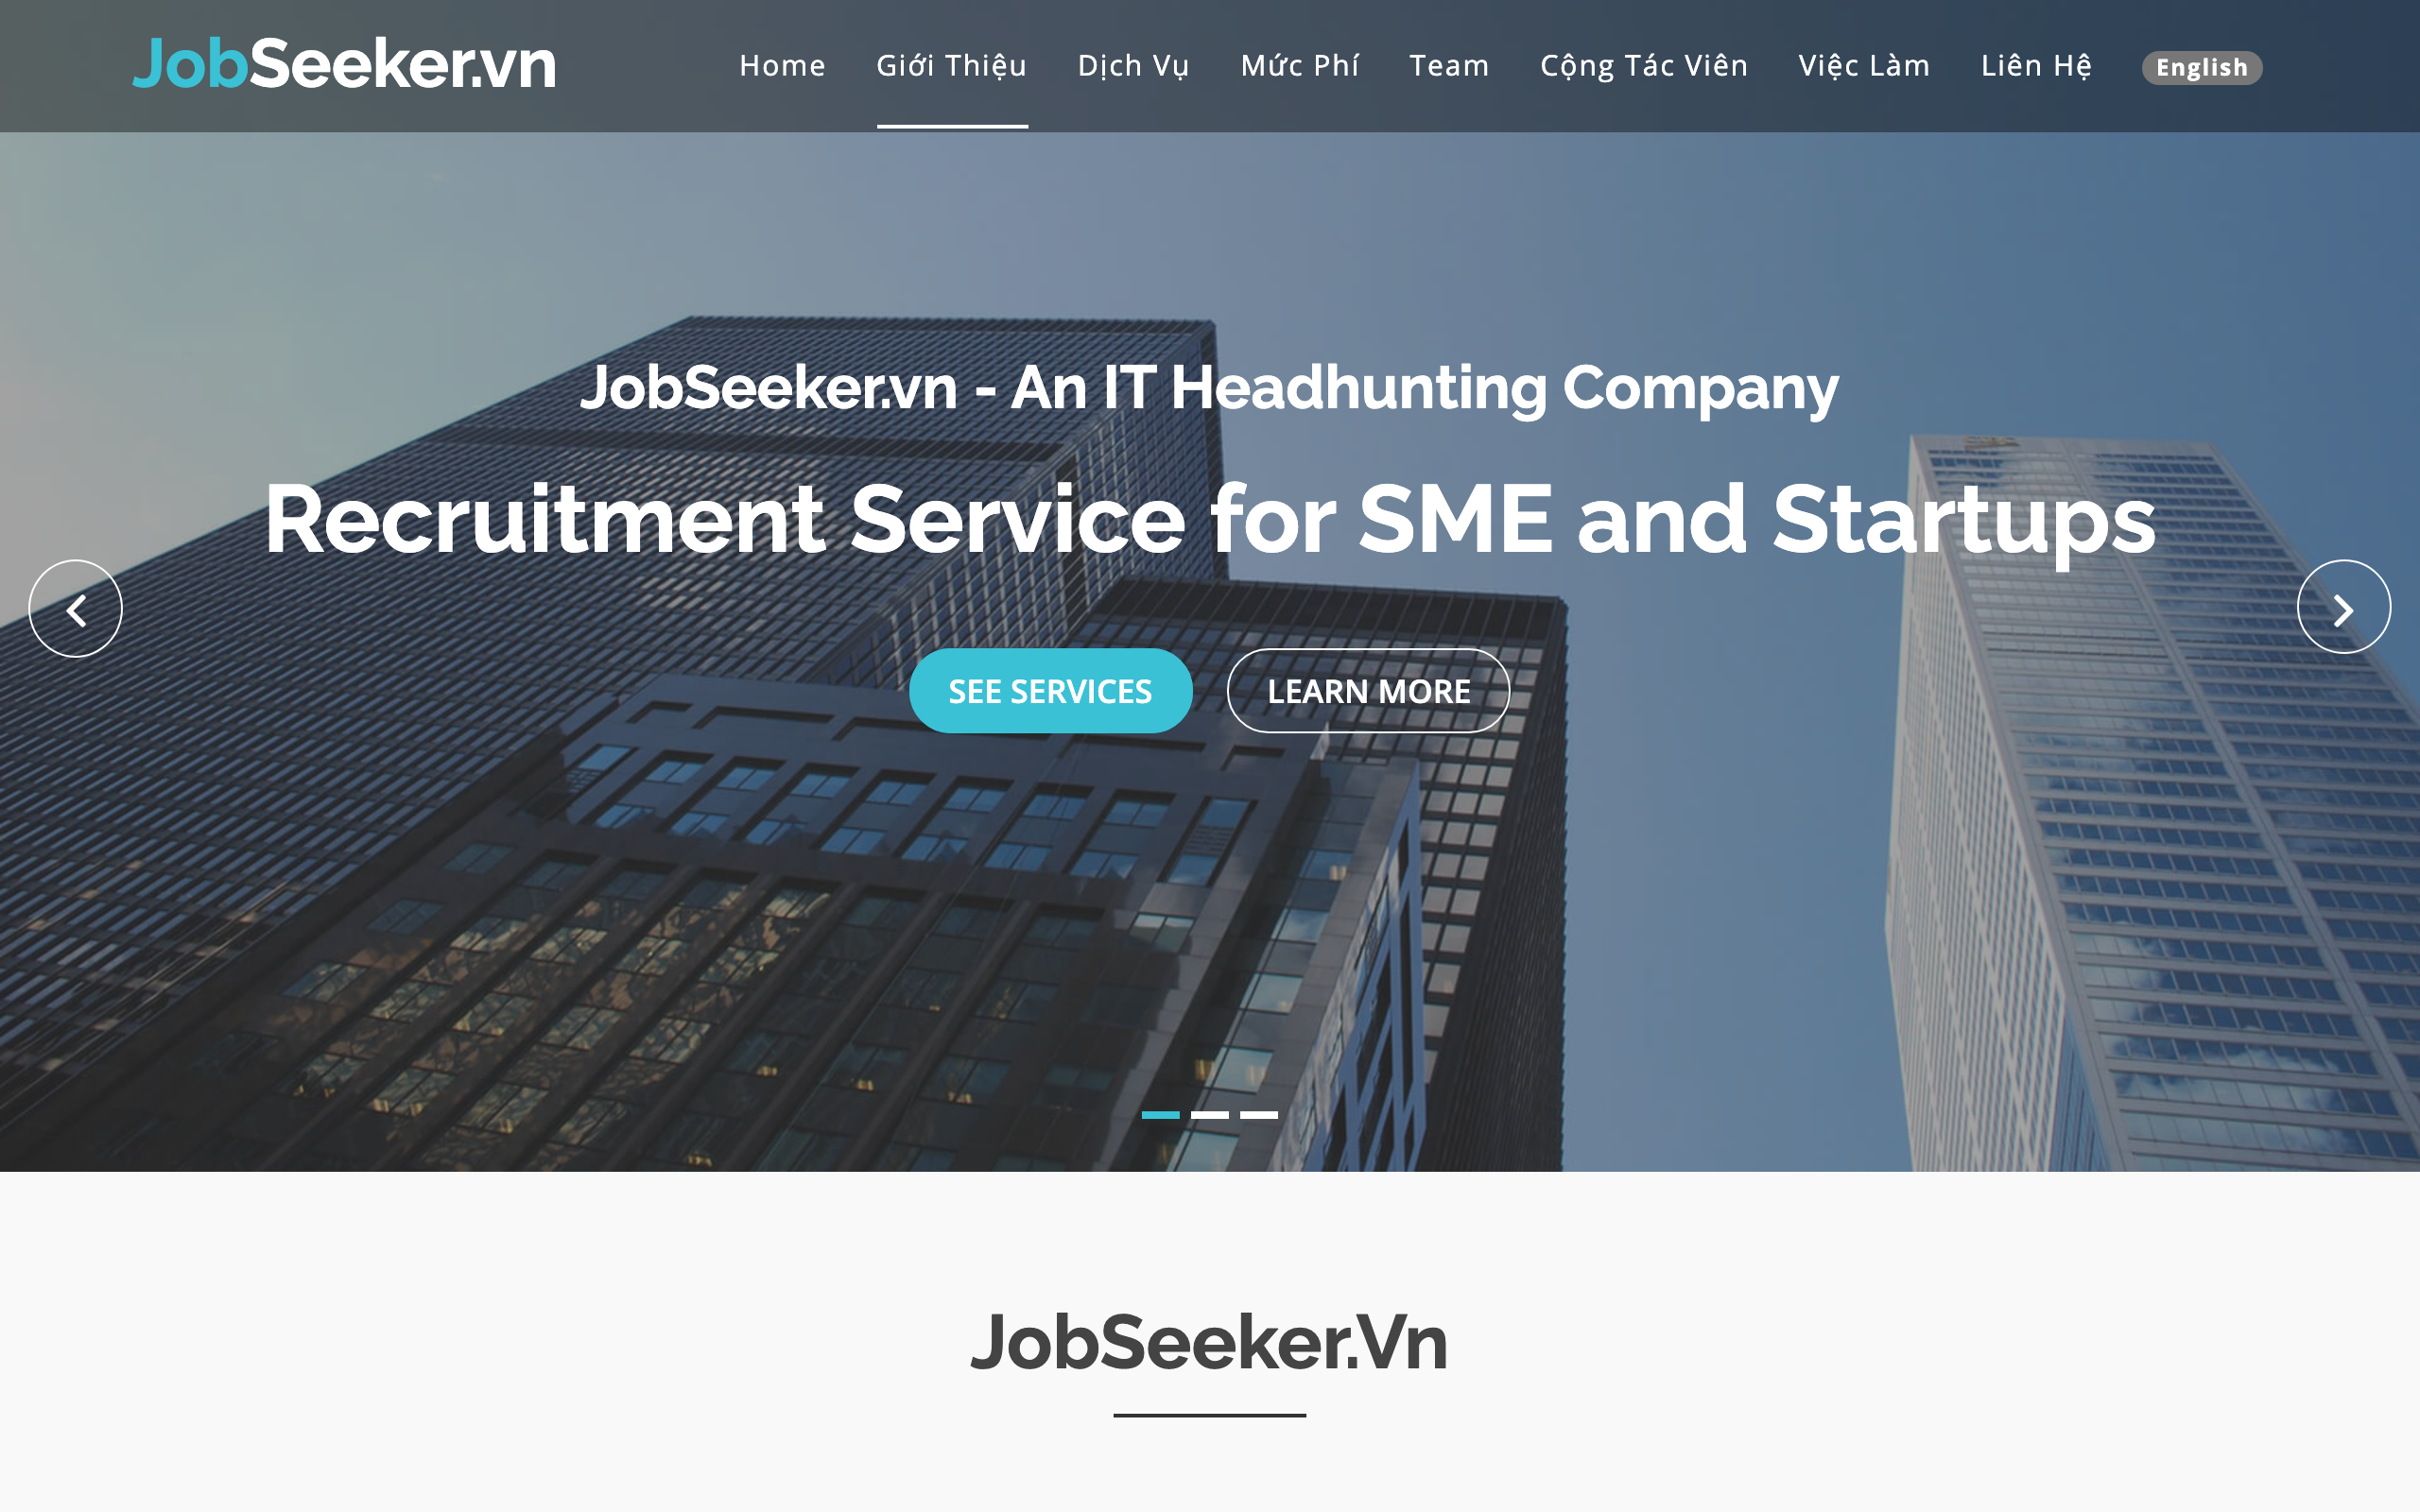 JobSeeker.vn
Home Giới Thiệu Dịch Vụ Mức Phí Team Cộng Tác Viên Việc Làm Liên Hệ English
JobSeeker.vn - An IT Headhunting Company
Recruitment Service for SME and Startups
SEE SERVICES LEARN MORE
JobSeeker.Vn